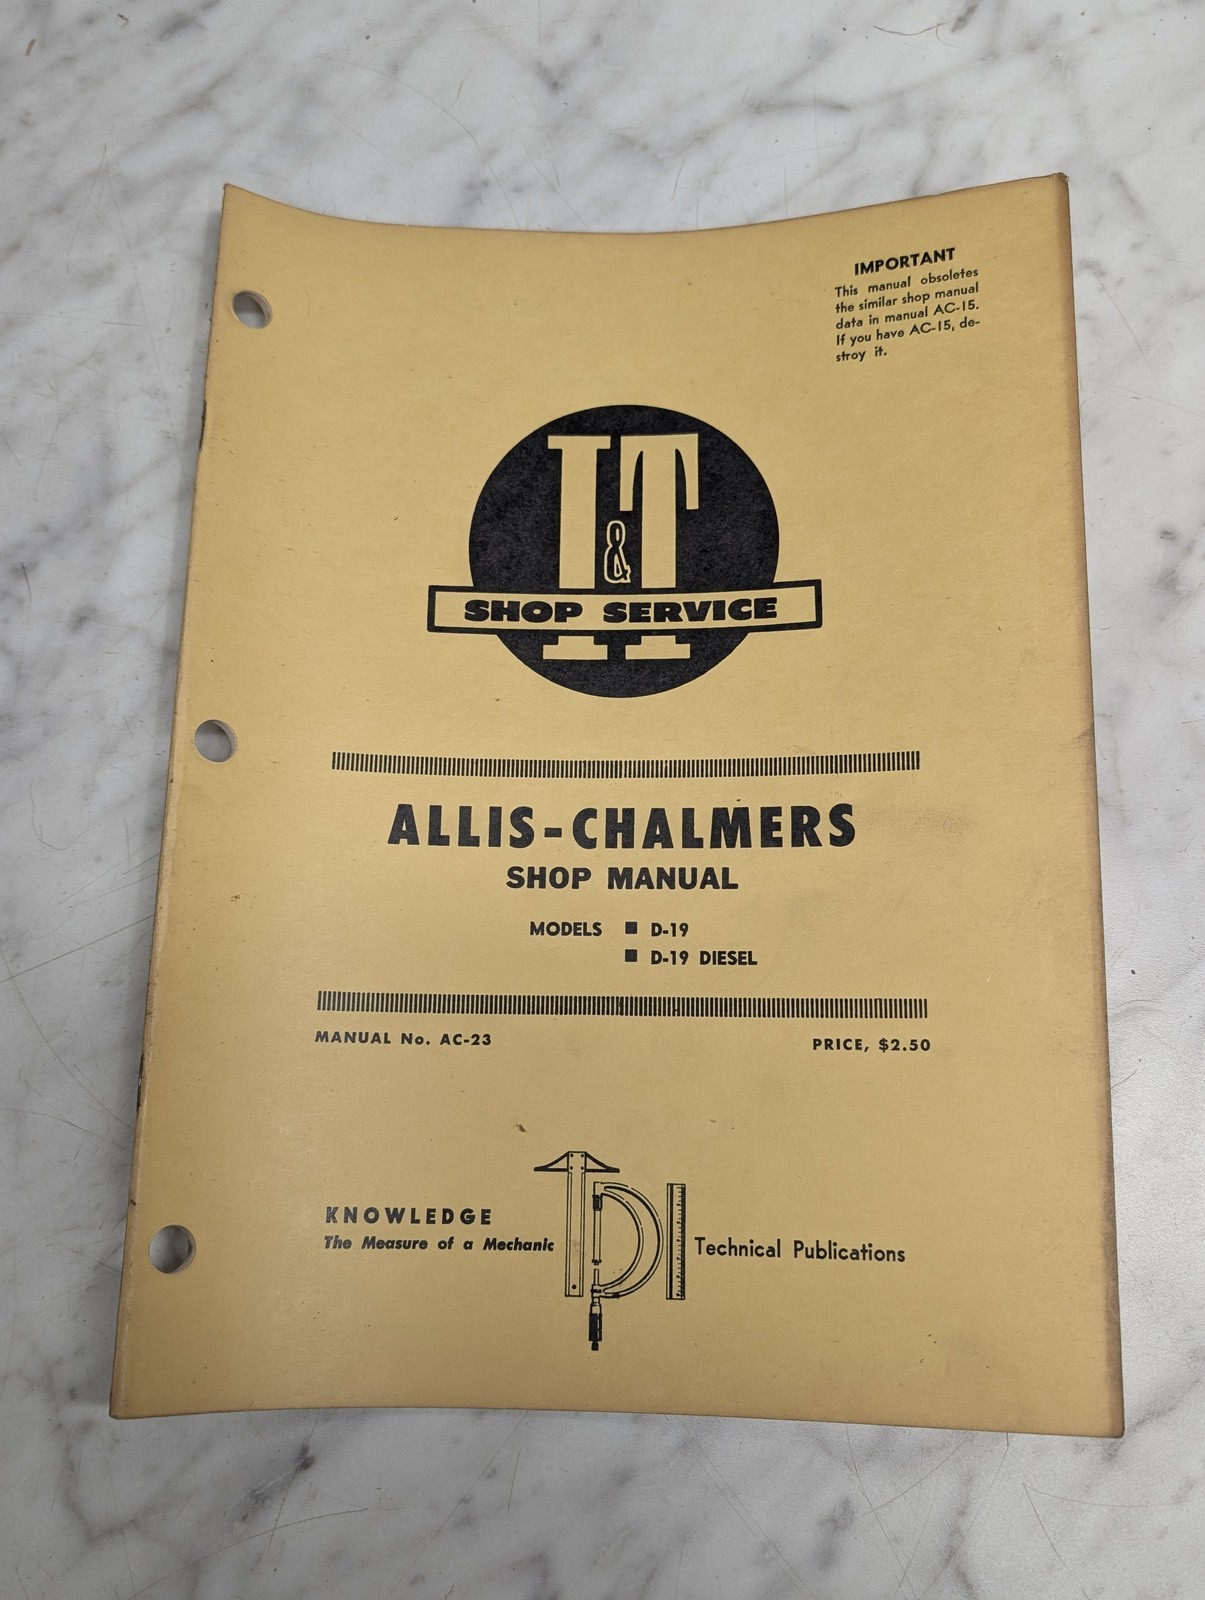 IMPORTANT
This manual obsoletes
the similar shop manual
data in manual AC-15.
If you have AC-15, de-
stroy it.
I&T
SHOP SERVICE
ALLIS-CHALMERS
SHOP MANUAL
MODELS ■ D-19
■ D-19 DIESEL
MANUAL No. AC-23 PRICE, $2.50
KNOWLEDGE
The Measure of a Mechanic
TDI Technical Publications